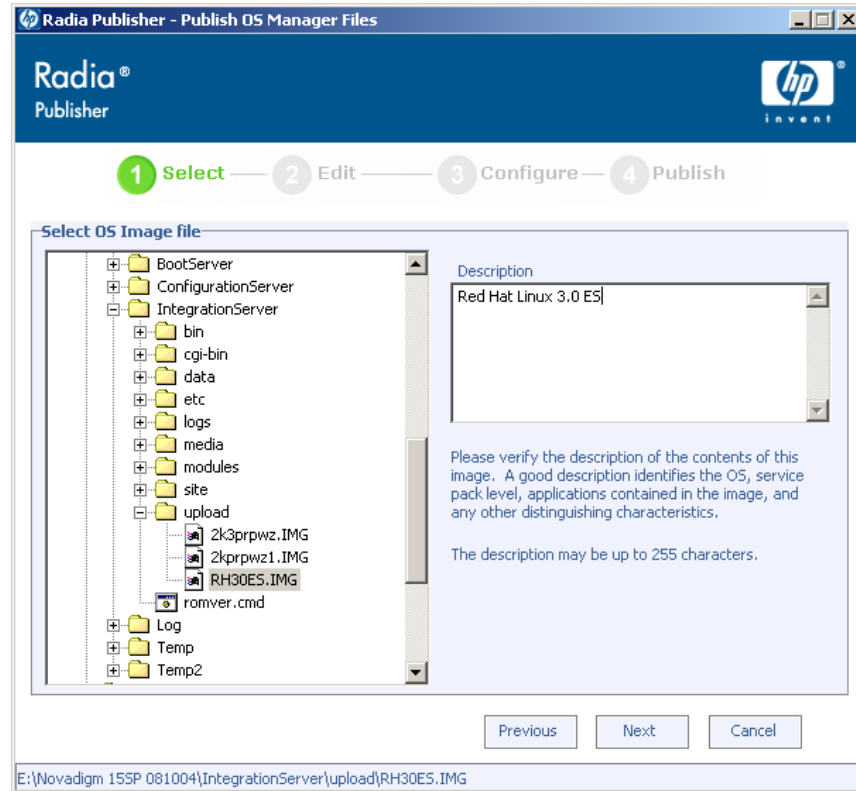 Radia Publisher - Publish OS Manager Files
Radia®
Publisher
hp®
invent
1 Select 2 Edit 3 Configure 4 Publish
Select OS Image file
BootServer
ConfigurationServer
IntegrationServer
bin
cgi-bin
data
etc
logs
media
modules
site
upload
2k3prpwz.IMG
2kprpwz1.IMG
RH30ES.IMG
romver.cmd
Log
Temp
Temp2
Description
Red Hat Linux 3.0 ES
Please verify the description of the contents of this
image. A good description identifies the OS, service
pack level, applications contained in the image, and
any other distinguishing characteristics.
The description may be up to 255 characters.
Previous Next Cancel
E:\Novadigm 15SP 081004\IntegrationServer\upload\RH30ES.IMG